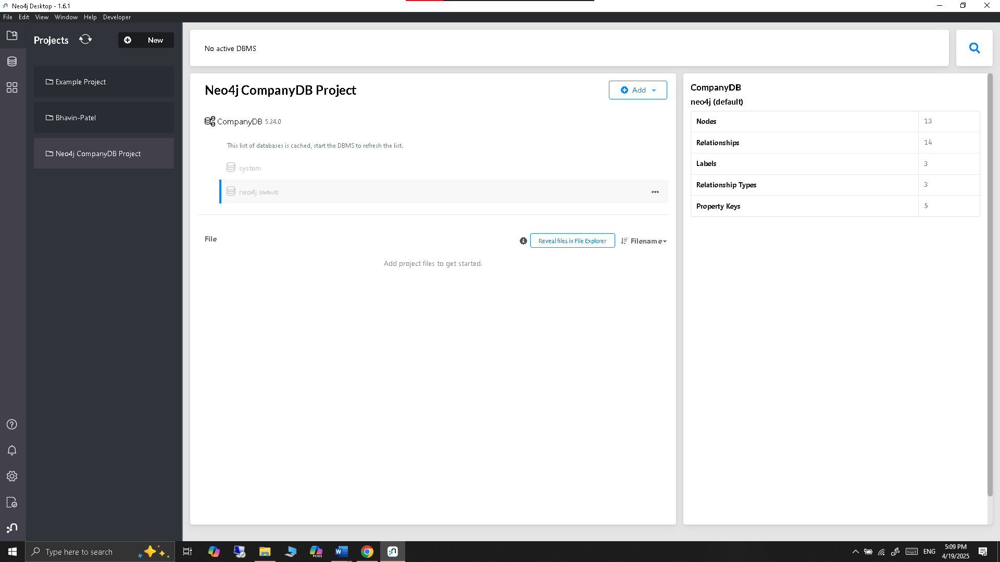 Neo4j Desktop - 1.6.1
File Edit View Window Help Developer
Projects
New
Example Project
Bhavin-Patel
Neo4j CompanyDB Project
No active DBMS
Neo4j CompanyDB Project
Add
CompanyDB 5.24.0
This list of databases is cached, start the DBMS to refresh the list.
system
neo4j (default)
File
Reveal files in File Explorer
Filename
Add project files to get started.
CompanyDB
neo4j (default)
Nodes 13
Relationships 14
Labels 3
Relationship Types 3
Property Keys 5
Type here to search
M365
ENG
5:09 PM
4/19/2025